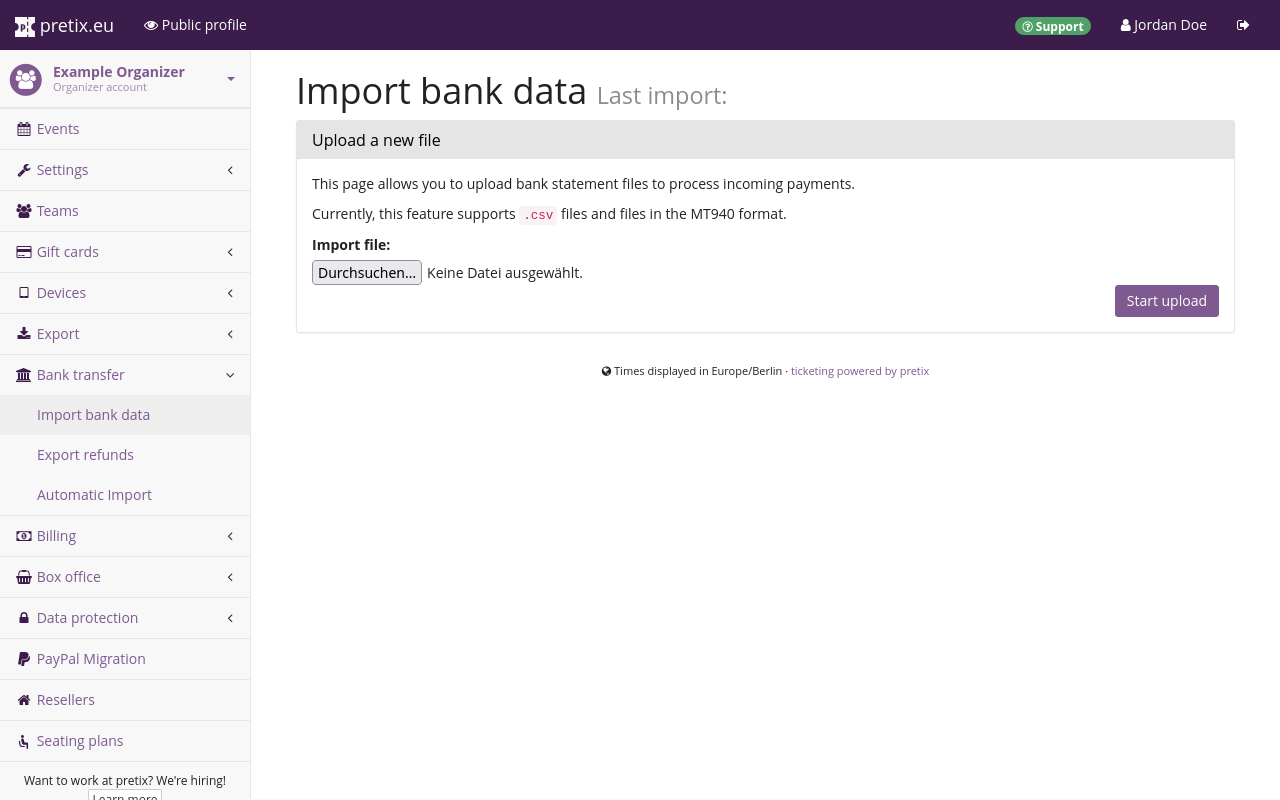 pretix.eu
Public profile
Support
Jordan Doe
Example Organizer
Organizer account
Events
Settings
Teams
Gift cards
Devices
Export
Bank transfer
Import bank data
Export refunds
Automatic Import
Billing
Box office
Data protection
PayPal Migration
Resellers
Seating plans
Want to work at pretix? We're hiring!
Learn more
Import bank data Last import:
Upload a new file
This page allows you to upload bank statement files to process incoming payments.
Currently, this feature supports .csv files and files in the MT940 format.
Import file:
Durchsuchen... Keine Datei ausgewählt.
Start upload
Times displayed in Europe/Berlin · ticketing powered by pretix